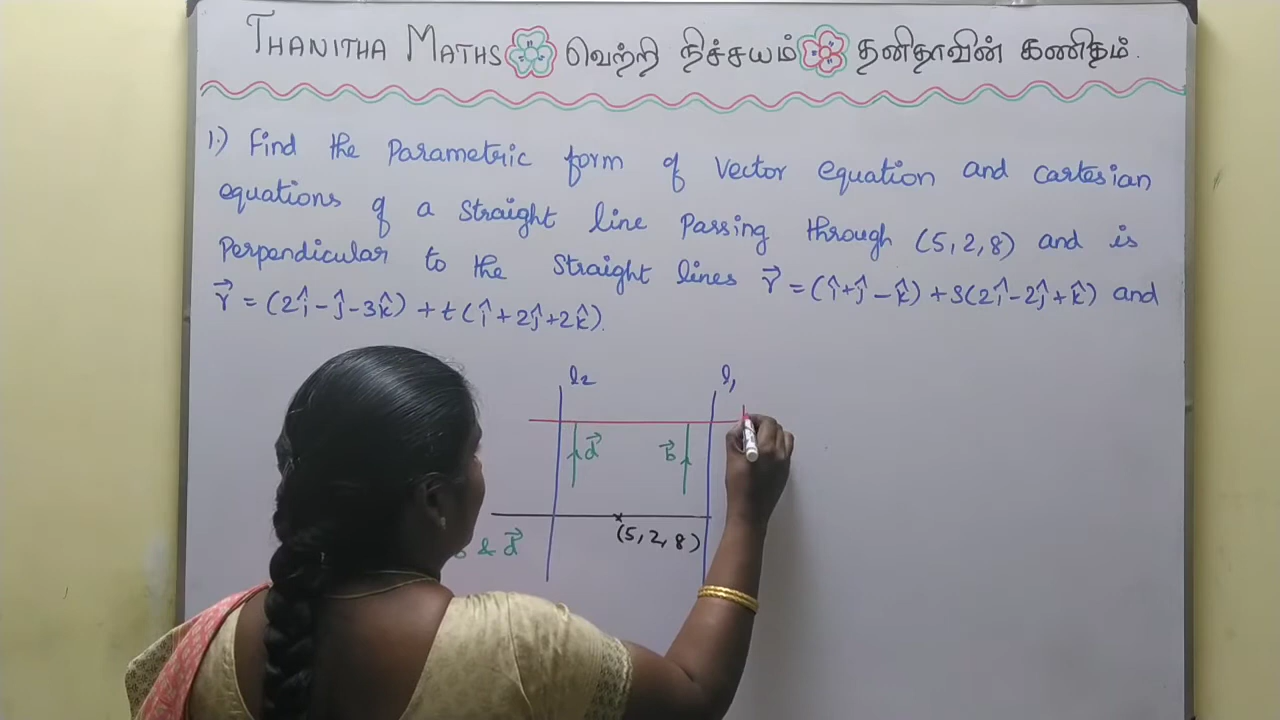 THANITHA MATHS வெற்றி நிச்சயம் தனிதாவின் கணிதம்.
1.) Find the Parametric form of Vector equation and cartesian
equations of a straight line passing through (5,2,8) and is
Perpendicular to the straight lines r⃗ = (î+ĵ-k̂) + s(2î-2ĵ+k̂) and
r⃗ = (2î-ĵ-3k̂) + t(î+2ĵ+2k̂).
l2 l1
d⃗ b⃗
(5,2,8)
& d⃗